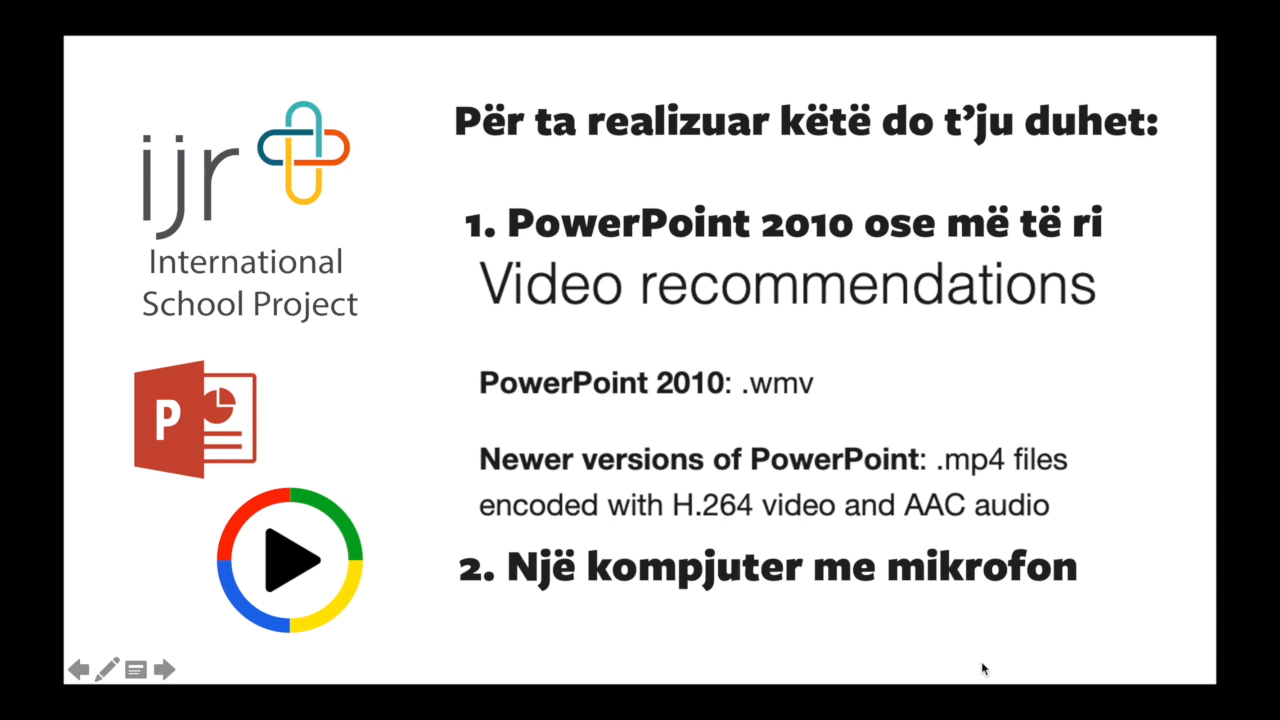 ijr
International
School Project
P
Për ta realizuar këtë do t’ju duhet:
1. PowerPoint 2010 ose më të ri
Video recommendations
PowerPoint 2010: .wmv
Newer versions of PowerPoint: .mp4 files
encoded with H.264 video and AAC audio
2. Një kompjuter me mikrofon